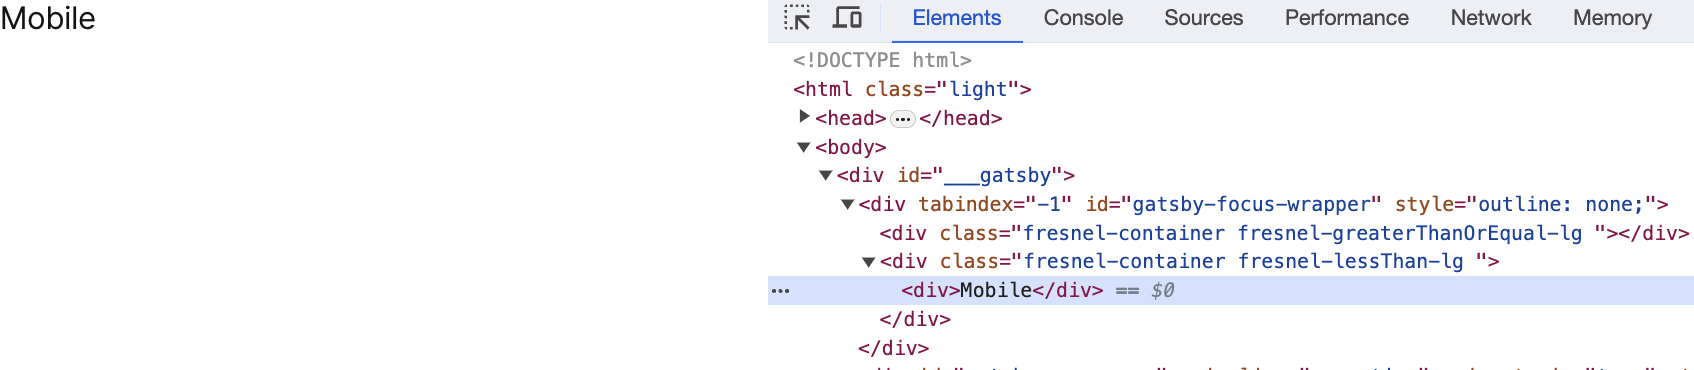 Mobile
Elements Console Sources Performance Network Memory
<!DOCTYPE html>
<html class="light">
<head> ... </head>
<body>
<div id="___gatsby">
<div tabindex="-1" id="gatsby-focus-wrapper" style="outline: none;">
<div class="fresnel-container fresnel-greaterThanOrEqual-lg "></div>
<div class="fresnel-container fresnel-lessThan-lg ">
... <div>Mobile</div> == $0
</div>
</div>